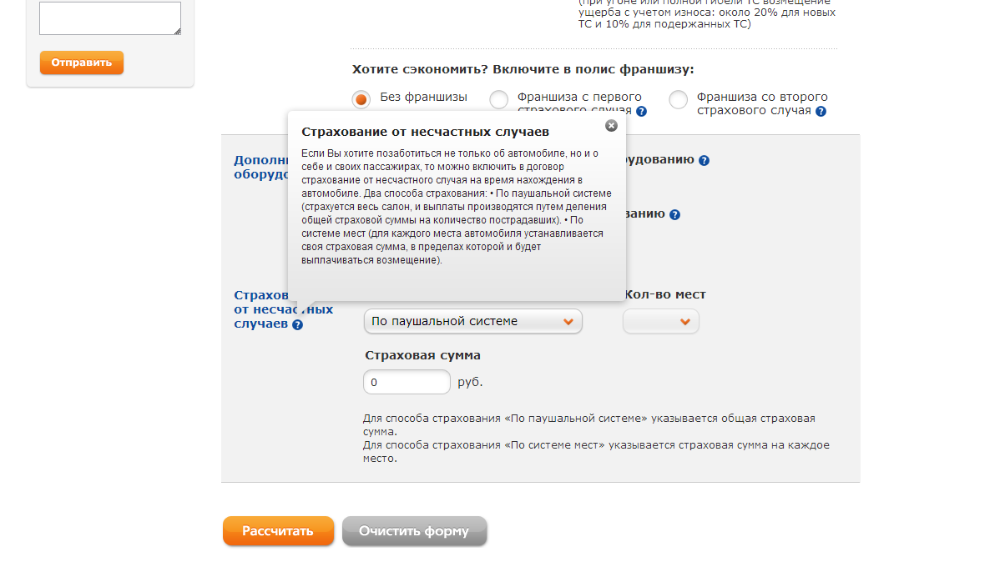 (при угоне или полной гибели ТС возмещение
ущерба с учетом износа: около 20% для новых
ТС и 10% для подержанных ТС)
Отправить
Хотите сэкономить? Включите в полис франшизу:
Без франшизы
Франшиза с первого
страхового случая ?
Франшиза со второго
страхового случая ?
Страхование от несчастных случаев
Если Вы хотите позаботиться не только об автомобиле, но и о
себе и своих пассажирах, то можно включить в договор
страхование от несчастного случая на время нахождения в
автомобиле. Два способа страхования: • По паушальной системе
(страхуется весь салон, и выплаты производятся путем деления
общей страховой суммы на количество пострадавших). • По
системе мест (для каждого места автомобиля устанавливается
своя страховая сумма, в пределах которой и будет
выплачиваться возмещение).
Дополн
оборудо
удованию ?
ванию ?
Страхов
от несчастных
случаев ?
По паушальной системе
Кол-во мест
Страховая сумма
0 руб.
Для способа страхования «По паушальной системе» указывается общая страховая
сумма.
Для способа страхования «По системе мест» указывается страховая сумма на каждое
место.
Рассчитать
Очистить форму